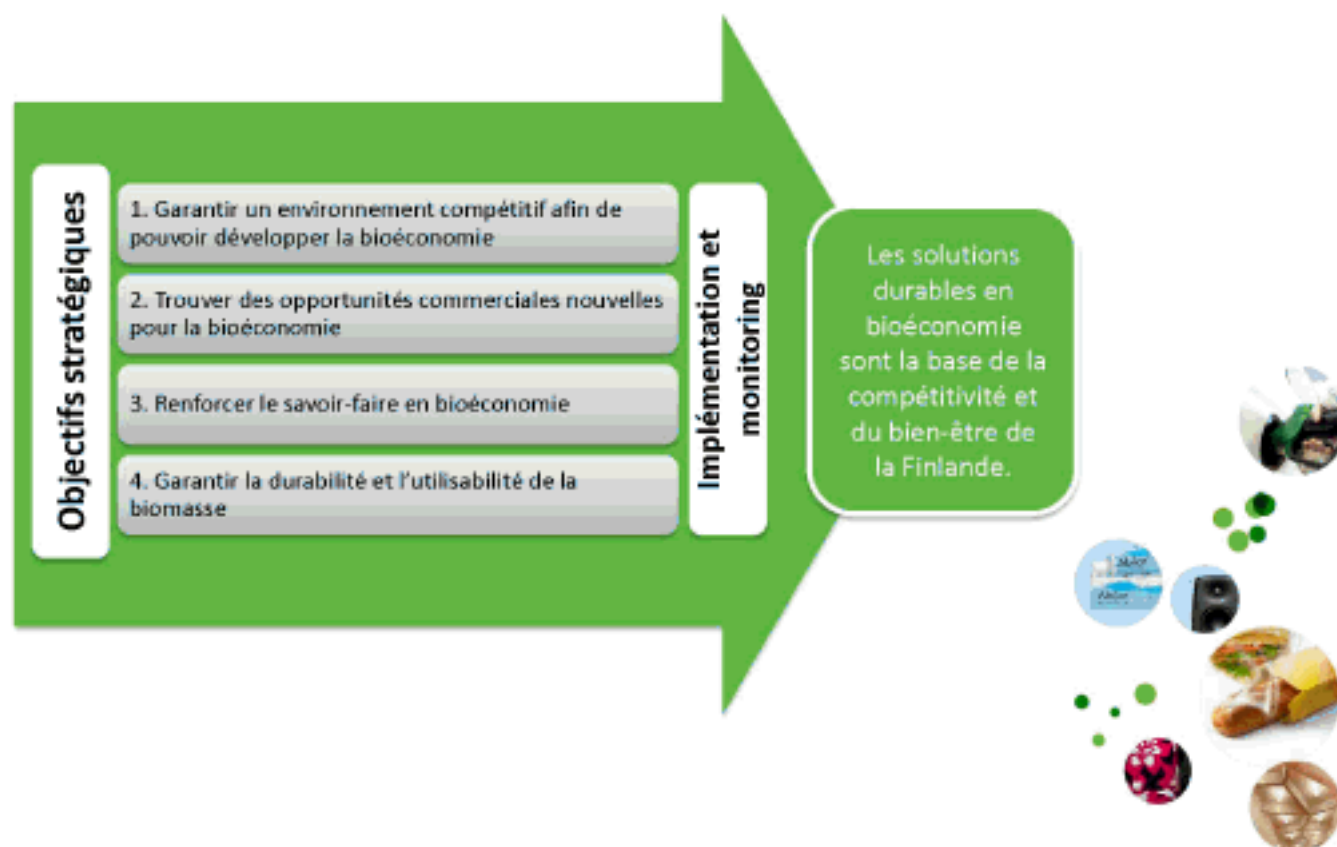 Objectifs stratégiques
1. Garantir un environnement compétitif afin de
pouvoir développer la bioéconomie
2. Trouver des opportunités commerciales nouvelles
pour la bioéconomie
3. Renforcer le savoir-faire en bioéconomie
4. Garantir la durabilité et l'utilisabilité de la
biomasse
Implémentation et
monitoring
Les solutions
durables en
bioéconomie
sont la base de la
compétitivité et
du bien-être de
la Finlande.